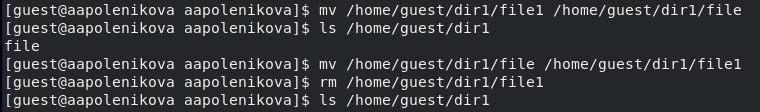 [guest@aapolenikova aapolenikova]$ mv /home/guest/dir1/file1 /home/guest/dir1/file
[guest@aapolenikova aapolenikova]$ ls /home/guest/dir1
file
[guest@aapolenikova aapolenikova]$ mv /home/guest/dir1/file /home/guest/dir1/file1
[guest@aapolenikova aapolenikova]$ rm /home/guest/dir1/file1
[guest@aapolenikova aapolenikova]$ ls /home/guest/dir1